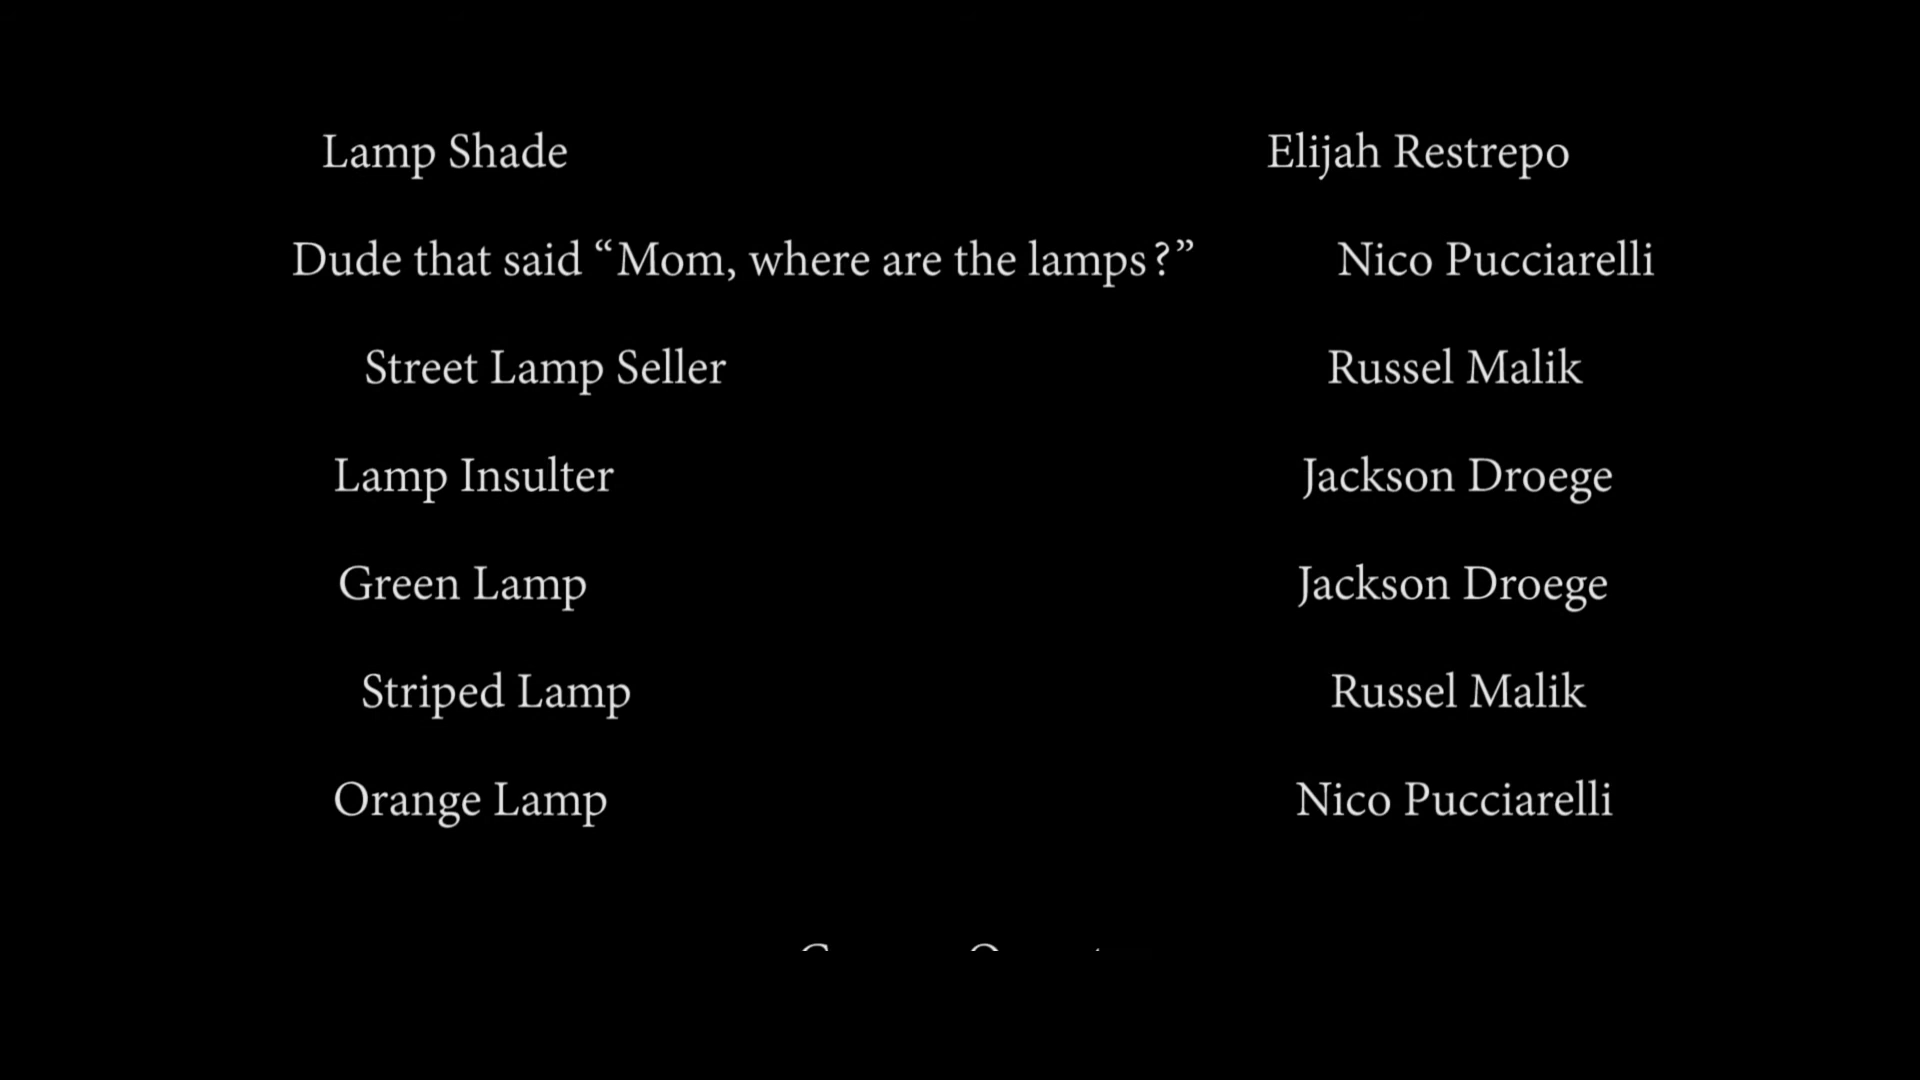 Lamp Shade Elijah Restrepo
Dude that said “Mom, where are the lamps?” Nico Pucciarelli
Street Lamp Seller Russel Malik
Lamp Insulter Jackson Droege
Green Lamp Jackson Droege
Striped Lamp Russel Malik
Orange Lamp Nico Pucciarelli